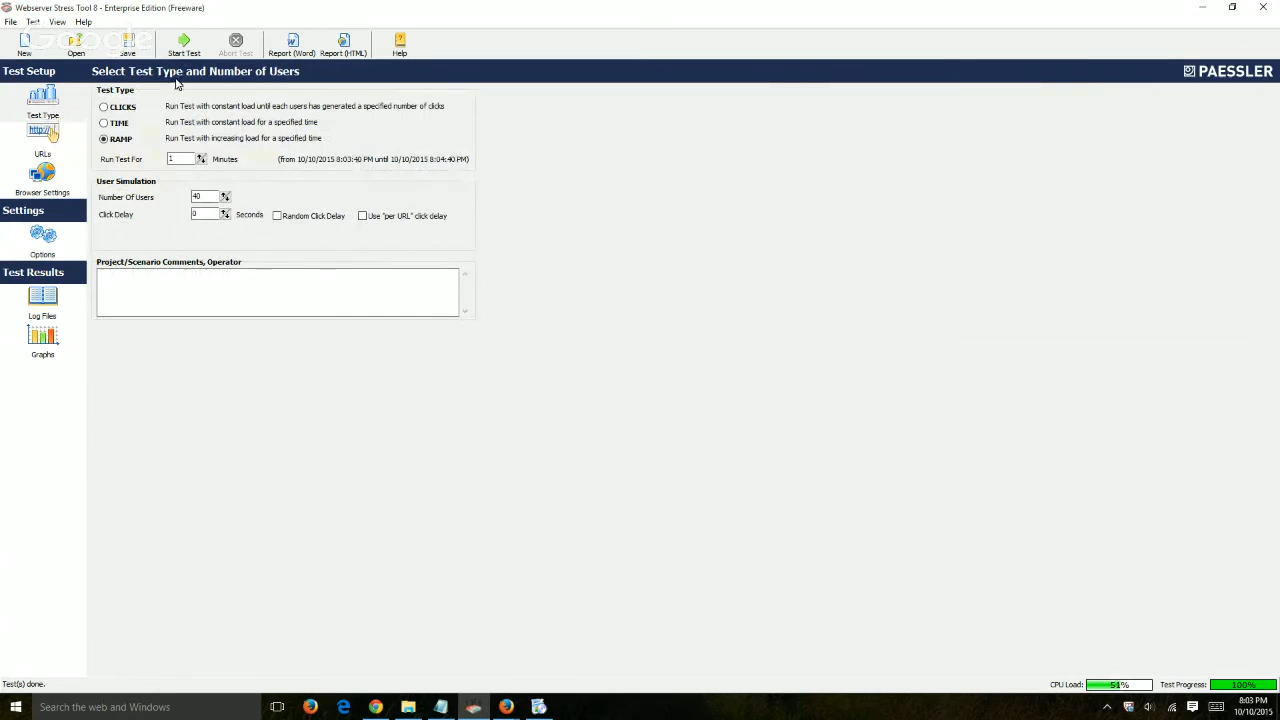 Webserver Stress Tool 8 - Enterprise Edition (Freeware)
File Test View Help
Google
New Open Save Start Test Abort Test Report (Word) Report (HTML) Help
Test Setup Select Test Type and Number of Users PAESSLER
Test Type
Test Type
CLICKS Run Test with constant load until each users has generated a specified number of clicks
TIME Run Test with constant load for a specified time
RAMP Run Test with increasing load for a specified time
Run Test For 1 Minutes (from 10/10/2015 8:03:40 PM until 10/10/2015 8:04:40 PM)
http://
URLs
User Simulation
Number Of Users 40
Click Delay 0 Seconds Random Click Delay Use "per URL" click delay
Browser Settings
Settings
Options
Project/Scenario Comments, Operator
Test Results
Log Files
Graphs
Test(s) done. CPU Load: 51% Test Progress: 100%
Search the web and Windows
8:03 PM
10/10/2015